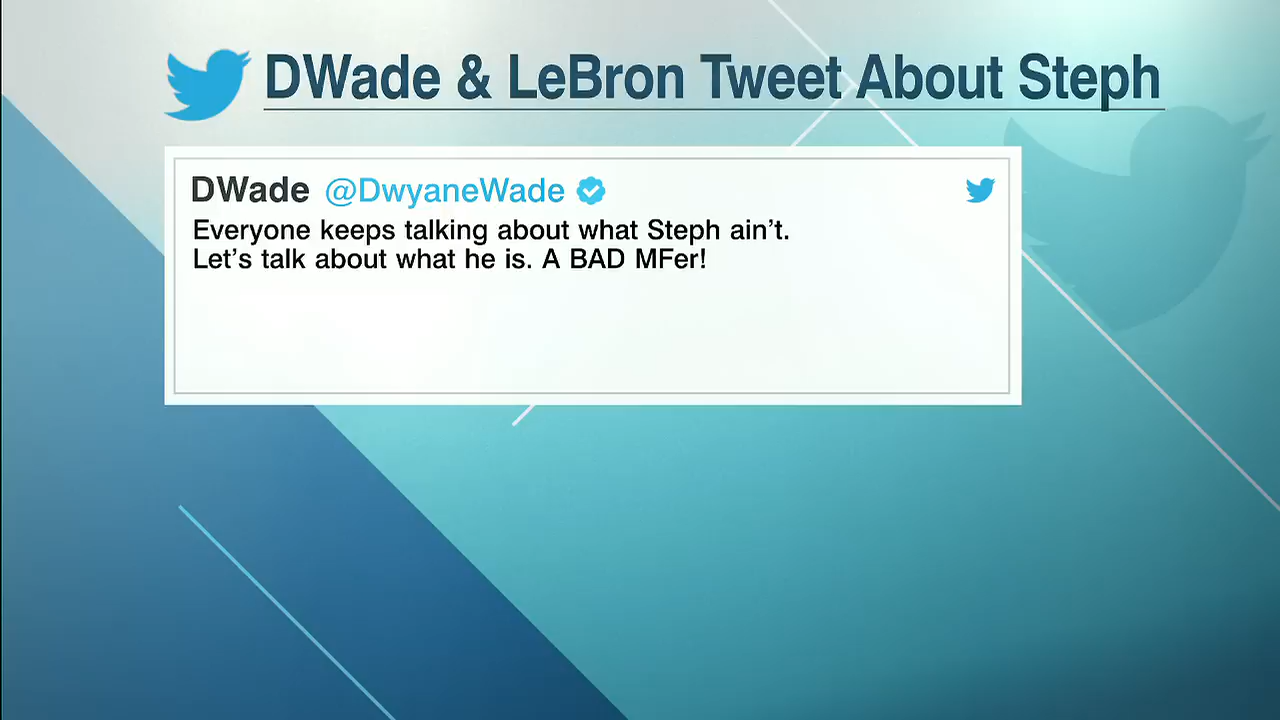 DWade & LeBron Tweet About Steph
DWade @DwyaneWade
Everyone keeps talking about what Steph ain’t.
Let’s talk about what he is. A BAD MFer!